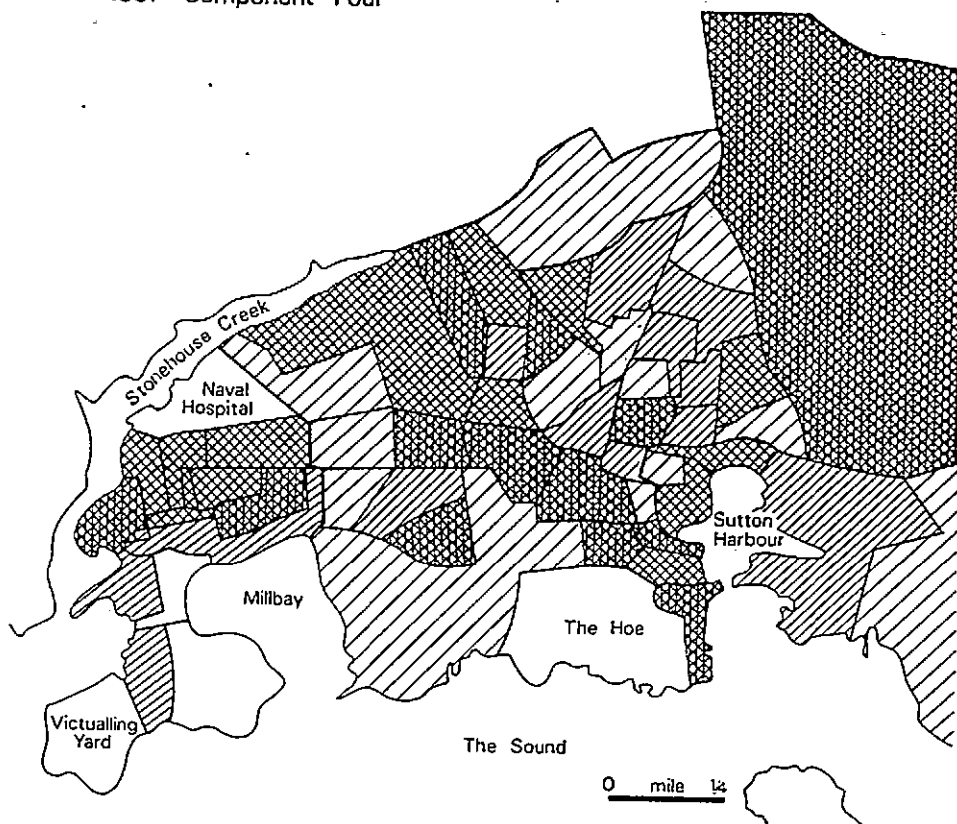 Component Four
Stonehouse Creek
Naval
Hospital
Sutton
Harbour
Millbay
The Hoe
Victualling
Yard
The Sound
0 mile ¼